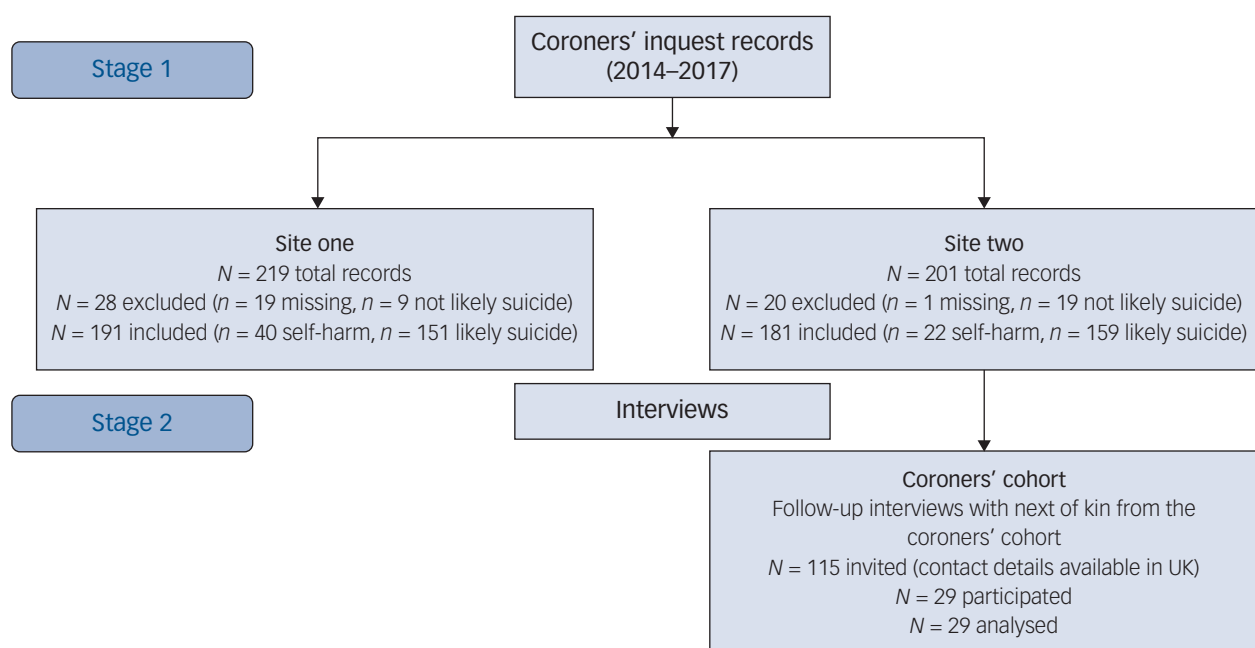 Stage 1
Coroners’ inquest records
(2014–2017)
Site one
N = 219 total records
N = 28 excluded (n = 19 missing, n = 9 not likely suicide)
N = 191 included (n = 40 self-harm, n = 151 likely suicide)
Site two
N = 201 total records
N = 20 excluded (n = 1 missing, n = 19 not likely suicide)
N = 181 included (n = 22 self-harm, n = 159 likely suicide)
Stage 2
Interviews
Coroners’ cohort
Follow-up interviews with next of kin from the
coroners’ cohort
N = 115 invited (contact details available in UK)
N = 29 participated
N = 29 analysed